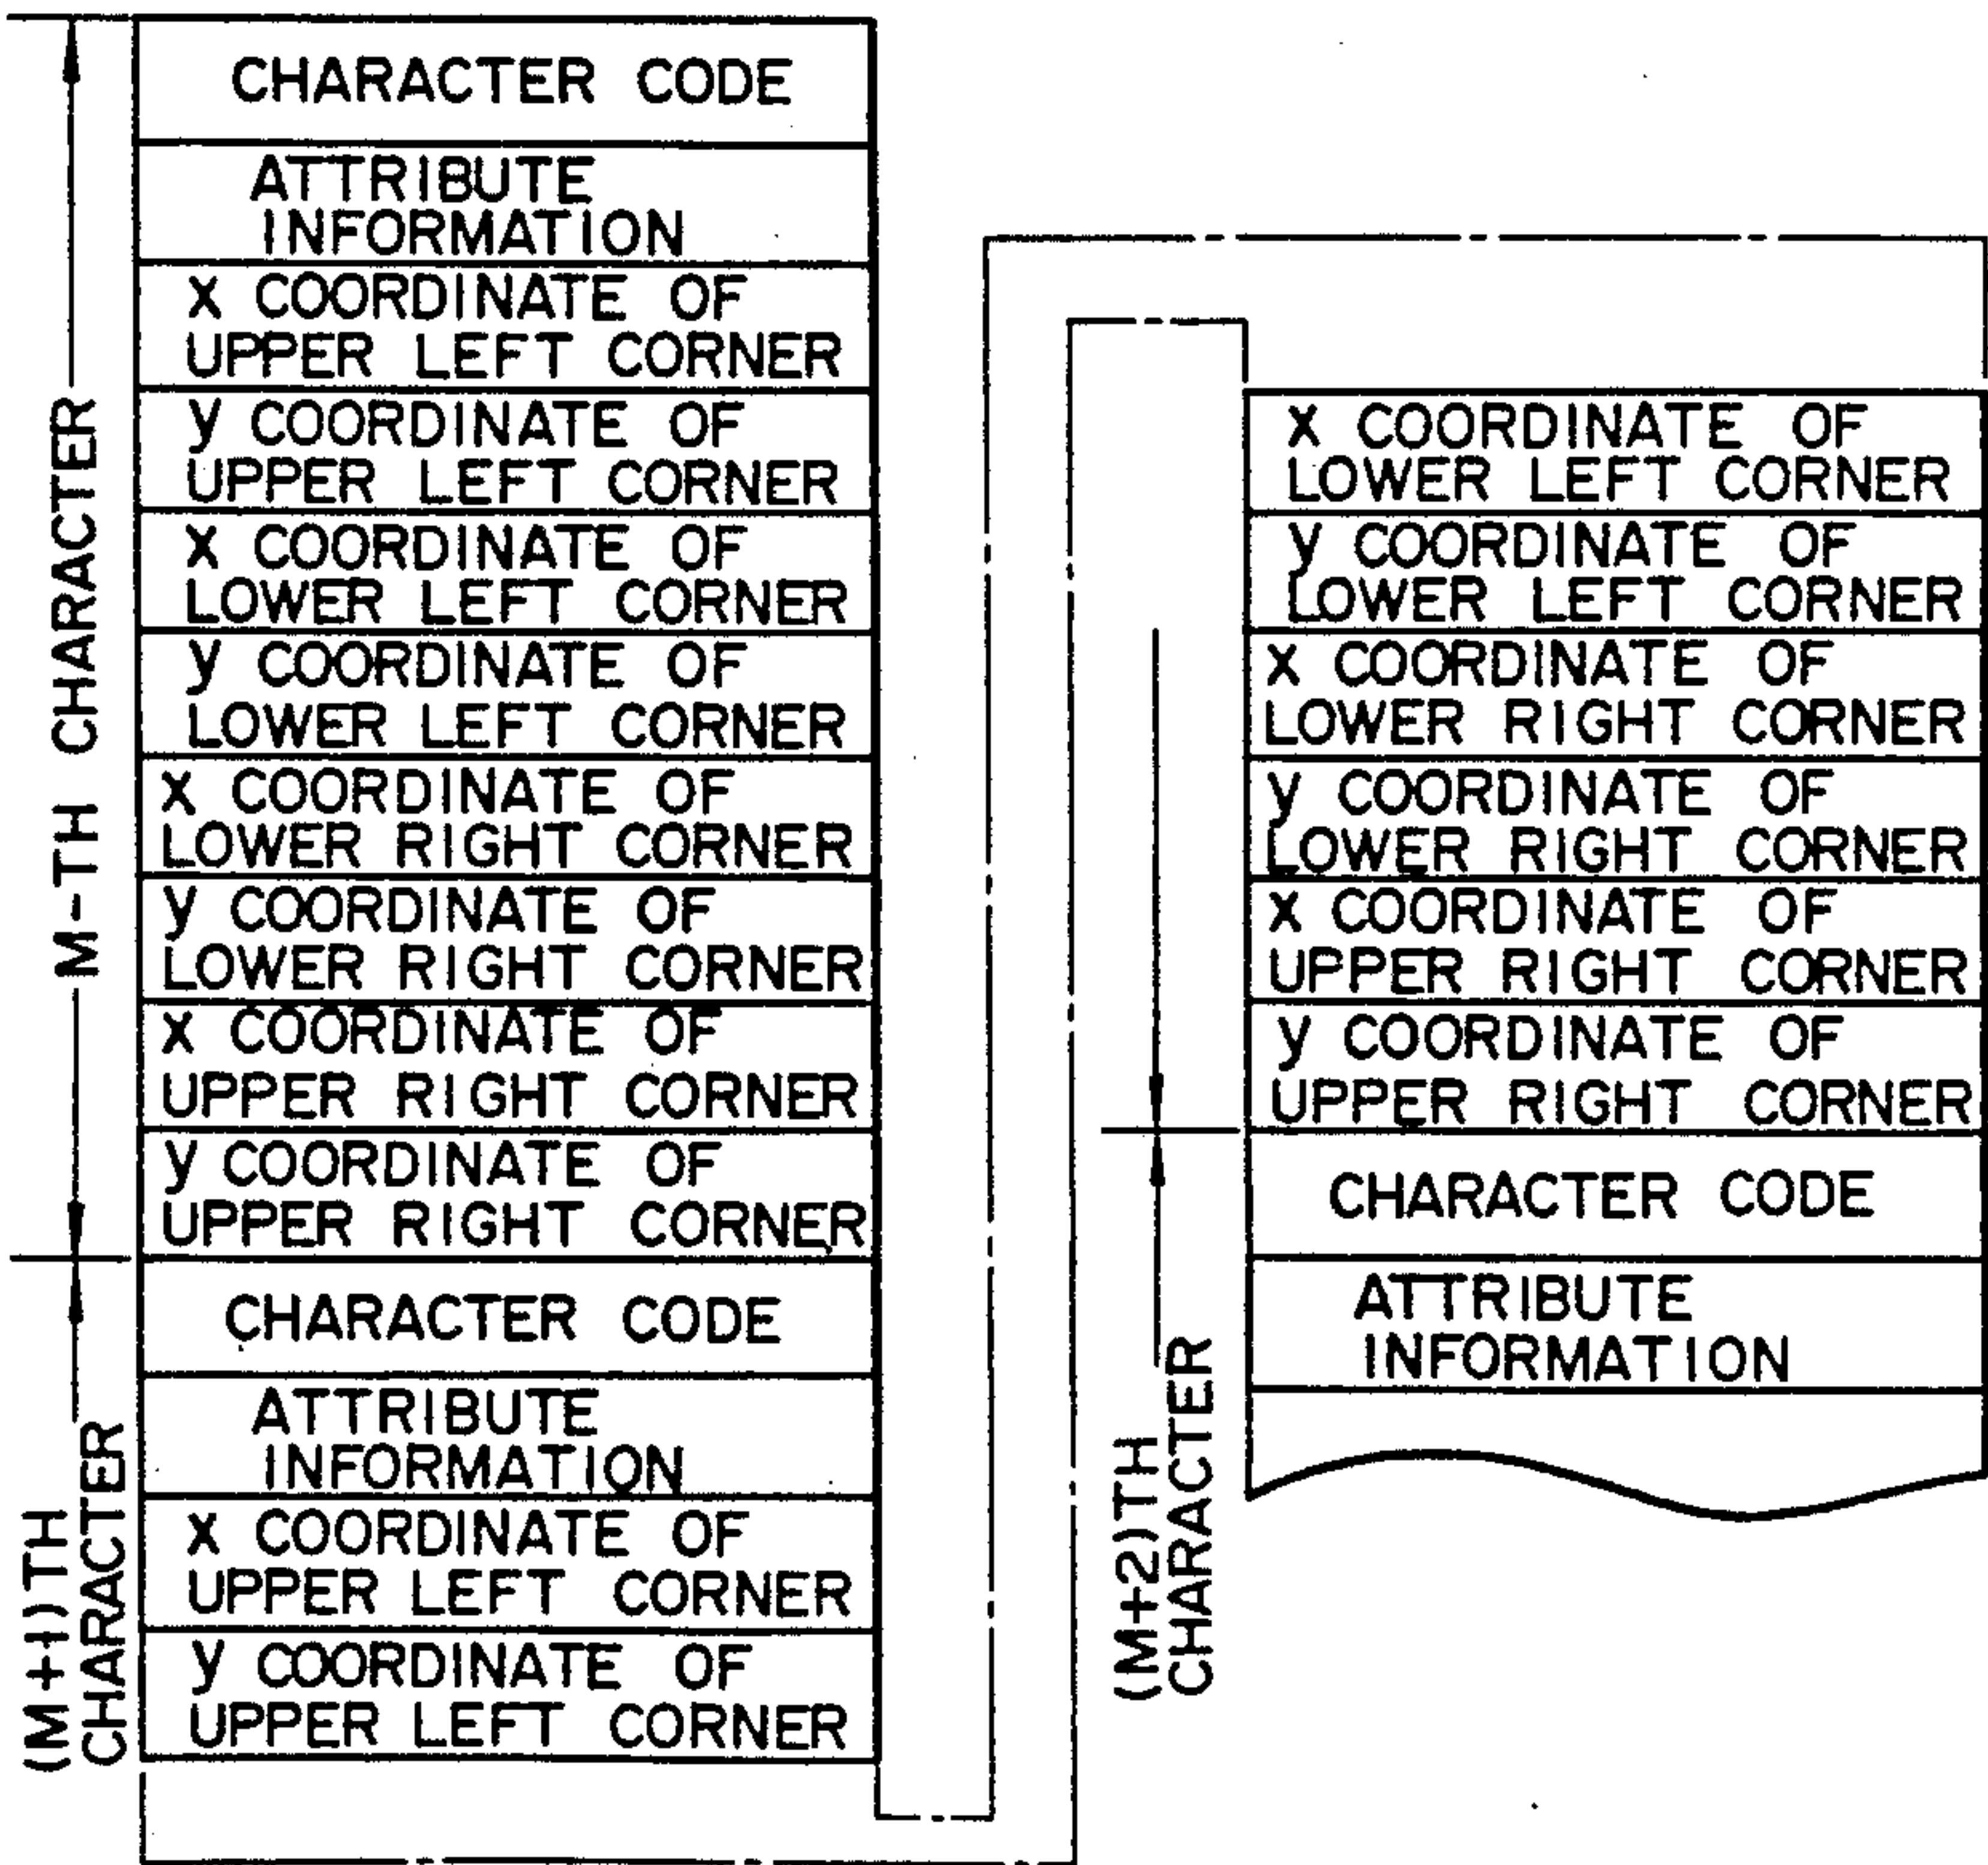 M-TH CHARACTER
CHARACTER CODE
ATTRIBUTE
INFORMATION
x COORDINATE OF
UPPER LEFT CORNER
y COORDINATE OF
UPPER LEFT CORNER
x COORDINATE OF
LOWER LEFT CORNER
y COORDINATE OF
LOWER LEFT CORNER
x COORDINATE OF
LOWER RIGHT CORNER
y COORDINATE OF
LOWER RIGHT CORNER
x COORDINATE OF
UPPER RIGHT CORNER
y COORDINATE OF
UPPER RIGHT CORNER
(M+1)TH
CHARACTER
CHARACTER CODE
ATTRIBUTE
INFORMATION
x COORDINATE OF
UPPER LEFT CORNER
y COORDINATE OF
UPPER LEFT CORNER
x COORDINATE OF
LOWER LEFT CORNER
y COORDINATE OF
LOWER LEFT CORNER
x COORDINATE OF
LOWER RIGHT CORNER
y COORDINATE OF
LOWER RIGHT CORNER
x COORDINATE OF
UPPER RIGHT CORNER
y COORDINATE OF
UPPER RIGHT CORNER
(M+2)TH
CHARACTER
CHARACTER CODE
ATTRIBUTE
INFORMATION